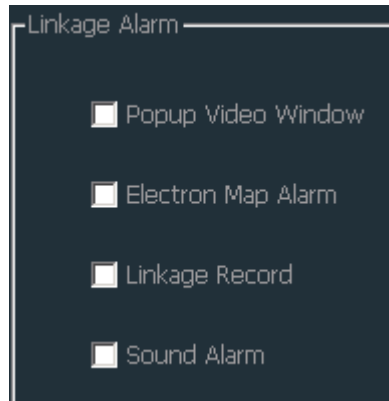 Linkage Alarm
Popup Video Window
Electron Map Alarm
Linkage Record
Sound Alarm